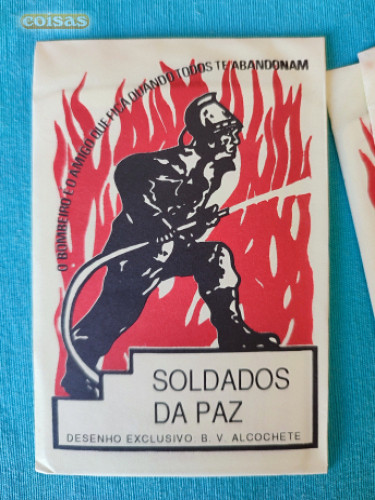 coisas
O BOMBEIRO É O AMIGO QUE FICA QUANDO TODOS TE ABANDONAM
SOLDADOS
DA PAZ
DESENHO EXCLUSIVO B. V. ALCOCHETE